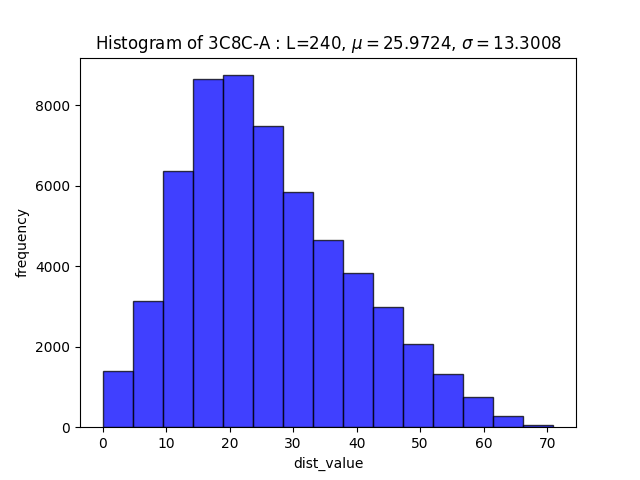 Histogram of 3C8C-A : L=240, μ = 25.9724, σ = 13.3008
frequency
8000
6000
4000
2000
0
0 10 20 30 40 50 60 70
dist_value